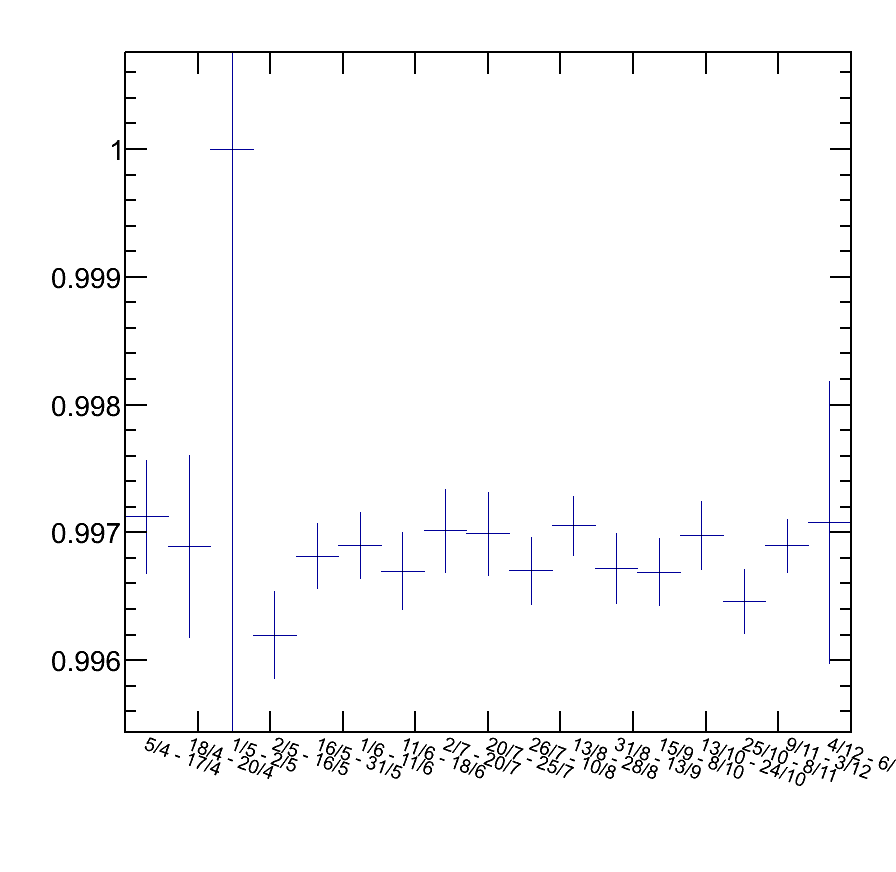 1
0.999
0.998
0.997
0.996
5/4 - 17/4
18/4 - 20/4
1/5 - 2/5
2/5 - 16/5
16/5 - 31/5
1/6 - 11/6
11/6 - 18/6
2/7 - 20/7
20/7 - 25/7
26/7 - 10/8
13/8 - 28/8
31/8 - 13/9
15/9 - 8/10
13/10 - 24/10
25/10 - 8/11
9/11 - 3/12
4/12 - 6/